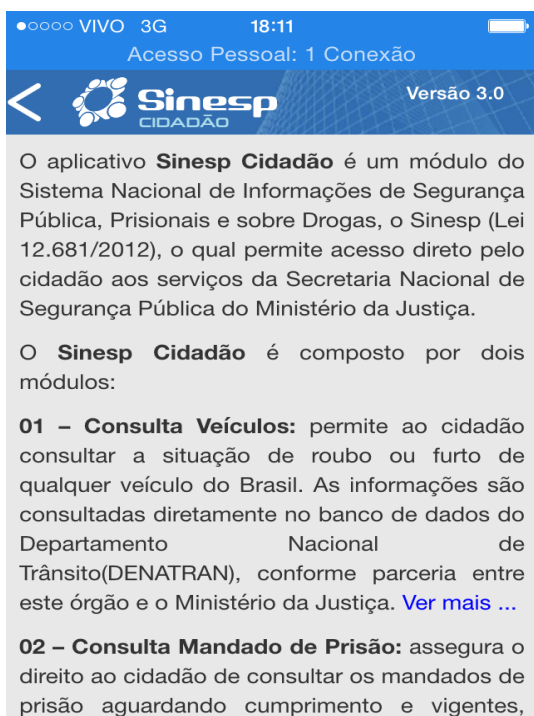 VIVO 3G 18:11
Acesso Pessoal: 1 Conexão
Sinesp
CIDADÃO
Versão 3.0
O aplicativo Sinesp Cidadão é um módulo do
Sistema Nacional de Informações de Segurança
Pública, Prisionais e sobre Drogas, o Sinesp (Lei
12.681/2012), o qual permite acesso direto pelo
cidadão aos serviços da Secretaria Nacional de
Segurança Pública do Ministério da Justiça.
O Sinesp Cidadão é composto por dois
módulos:
01 – Consulta Veículos: permite ao cidadão
consultar a situação de roubo ou furto de
qualquer veículo do Brasil. As informações são
consultadas diretamente no banco de dados do
Departamento Nacional de
Trânsito(DENATRAN), conforme parceria entre
este órgão e o Ministério da Justiça. Ver mais ...
02 – Consulta Mandado de Prisão: assegura o
direito ao cidadão de consultar os mandados de
prisão aguardando cumprimento e vigentes,